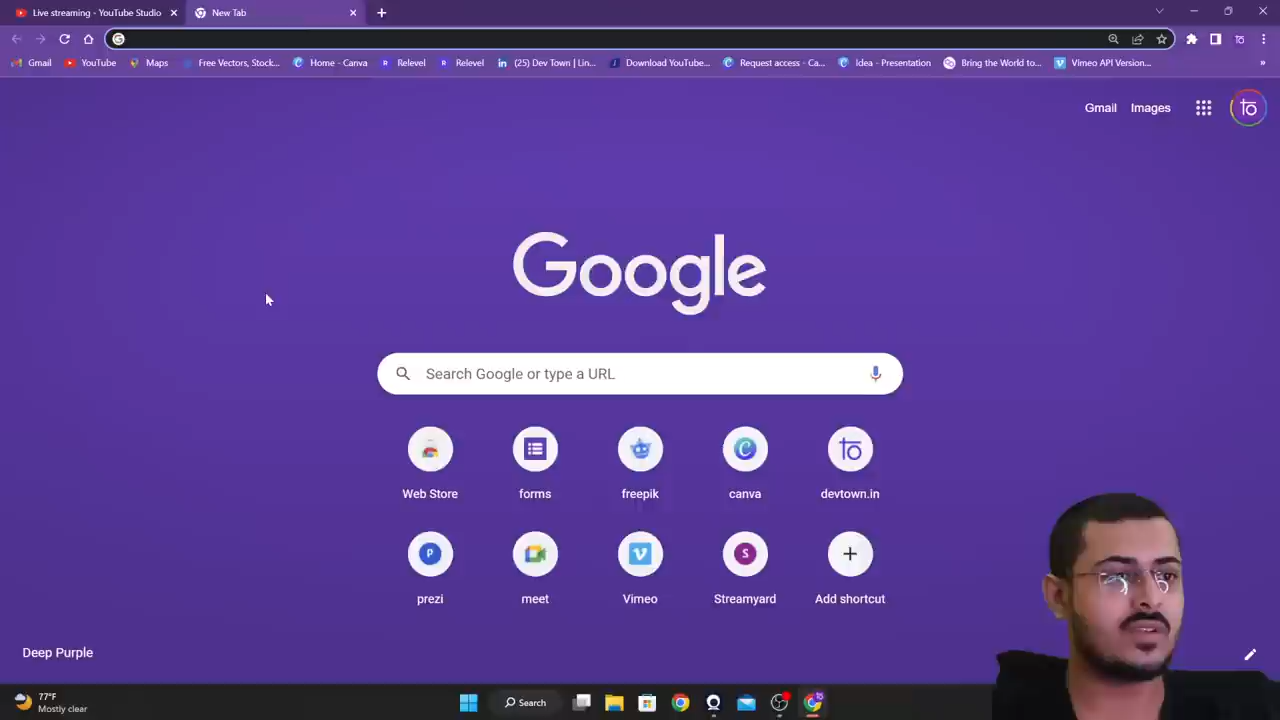 Live streaming - YouTube Studio
New Tab
Gmail
YouTube
Maps
Free Vectors, Stock...
Home - Canva
Relevel
Relevel
(25) Dev Town | Lin...
Download YouTube...
Request access - Ca...
Idea - Presentation
Bring the World to...
Vimeo API Version...
Gmail
Images
Google
Search Google or type a URL
Web Store
forms
freepik
canva
devtown.in
prezi
meet
Vimeo
Streamyard
Add shortcut
Deep Purple
77°F
Mostly clear
Search